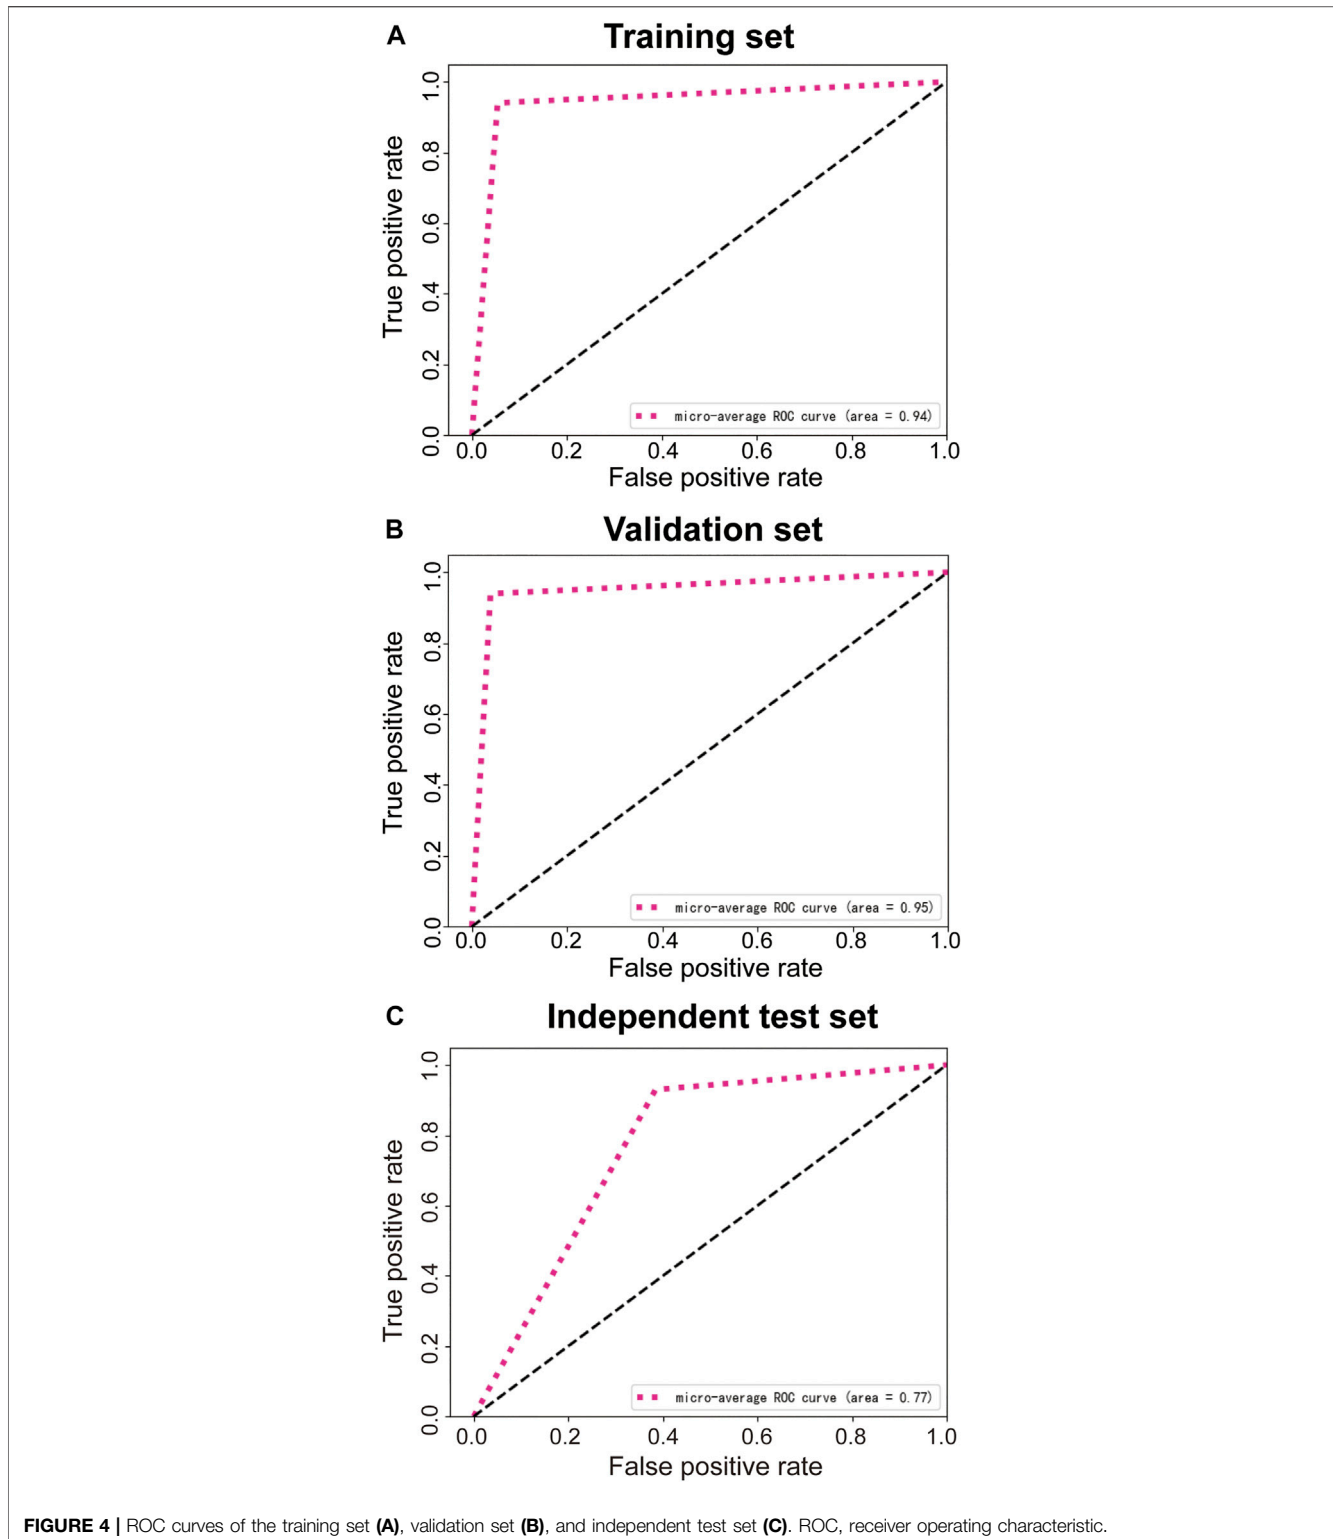 A
Training set
True positive rate
1.0
0.8
0.6
0.4
0.2
0.0
micro-average ROC curve (area = 0.94)
0.0 0.2 0.4 0.6 0.8 1.0
False positive rate
B
Validation set
True positive rate
1.0
0.8
0.6
0.4
0.2
0.0
micro-average ROC curve (area = 0.95)
0.0 0.2 0.4 0.6 0.8 1.0
False positive rate
C
Independent test set
True positive rate
1.0
0.8
0.6
0.4
0.2
0.0
micro-average ROC curve (area = 0.77)
0.0 0.2 0.4 0.6 0.8 1.0
False positive rate
FIGURE 4 | ROC curves of the training set (A), validation set (B), and independent test set (C). ROC, receiver operating characteristic.